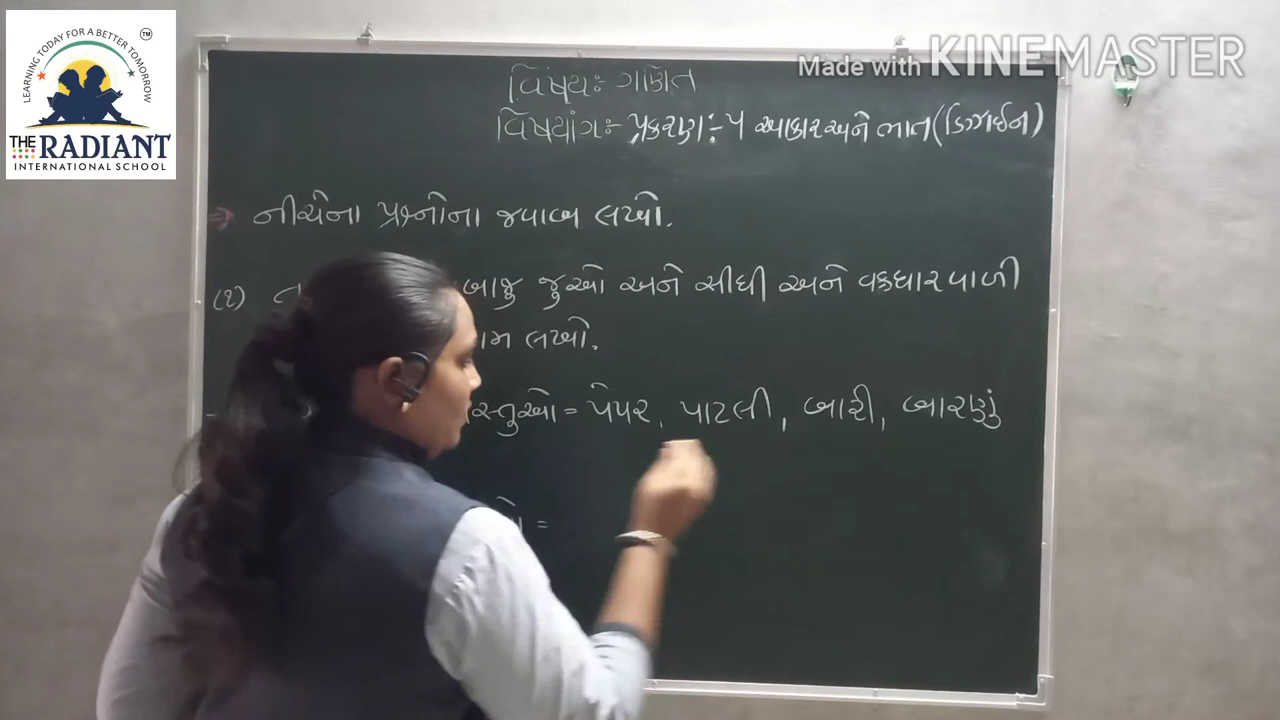 LEARNING TODAY FOR A BETTER TOMORROW
TM
THE RADIANT
INTERNATIONAL SCHOOL
Made with KINEMASTER
વિષય:- ગણિત
વિષયાંગ:- પ્રકરણ:- ૫ આકાર અને ભાત (ડિઝાઈન)
⇒ નીચેના પ્રશ્નોના જવાબ લખો.
(૧) બાજુ જુઓ અને સીધી અને વક્રધાર વાળી
લખો.
= પેપર, પાટલી, બારી, બારણું
=